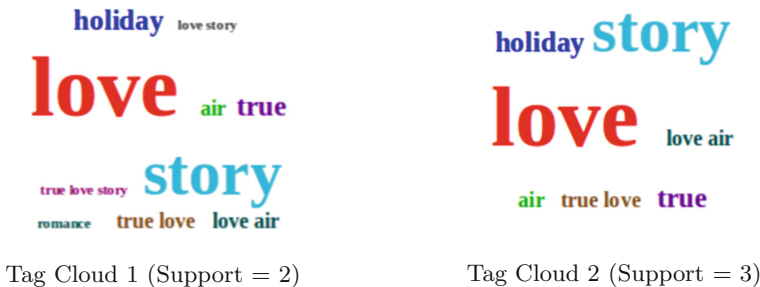 holiday love story
love air true
true love story story
romance true love love air
Tag Cloud 1 (Support = 2)
holiday story
love love air
air true love true
Tag Cloud 2 (Support = 3)